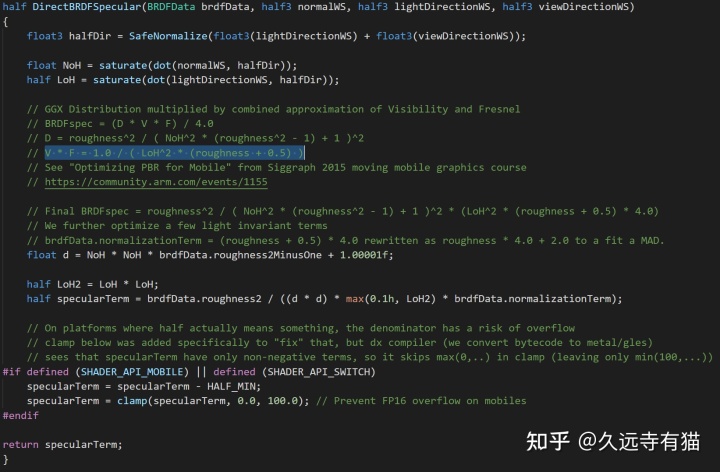 half DirectBRDFSpecular(BRDFData brdfData, half3 normalWS, half3 lightDirectionWS, half3 viewDirectionWS)
{
float3 halfDir = SafeNormalize(float3(lightDirectionWS) + float3(viewDirectionWS));
float NoH = saturate(dot(normalWS, halfDir));
half LoH = saturate(dot(lightDirectionWS, halfDir));
// GGX Distribution multiplied by combined approximation of Visibility and Fresnel
// BRDFspec = (D * V * F) / 4.0
// D = roughness^2 / ( NoH^2 * (roughness^2 - 1) + 1 )^2
// V * F = 1.0 / ( LoH^2 * (roughness + 0.5) )
// See "Optimizing PBR for Mobile" from Siggraph 2015 moving mobile graphics course
// https://community.arm.com/events/1155
// Final BRDFspec = roughness^2 / ( NoH^2 * (roughness^2 - 1) + 1 )^2 * (LoH^2 * (roughness + 0.5) * 4.0)
// We further optimize a few light invariant terms
// brdfData.normalizationTerm = (roughness + 0.5) * 4.0 rewritten as roughness * 4.0 + 2.0 to a fit a MAD.
float d = NoH * NoH * brdfData.roughness2MinusOne + 1.00001f;
half LoH2 = LoH * LoH;
half specularTerm = brdfData.roughness2 / ((d * d) * max(0.1h, LoH2) * brdfData.normalizationTerm);
// On platforms where half actually means something, the denominator has a risk of overflow
// clamp below was added specifically to "fix" that, but dx compiler (we convert bytecode to metal/gles)
// sees that specularTerm have only non-negative terms, so it skips max(0,..) in clamp (leaving only min(100,...))
#if defined (SHADER_API_MOBILE) || defined (SHADER_API_SWITCH)
specularTerm = specularTerm - HALF_MIN;
specularTerm = clamp(specularTerm, 0.0, 100.0); // Prevent FP16 overflow on mobiles
#endif
return specularTerm;
}
知乎 @久远寺有猫